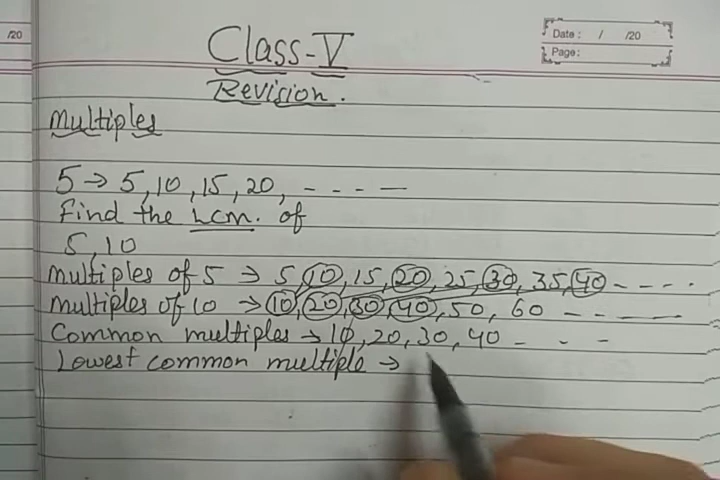 /20
Class-V
Date : / /20
Page:
Revision.
Multiples
5 → 5, 10, 15, 20, - - - - —
Find the LCM. of
5, 10
multiples of 5 → 5, 10, 15, 20, 25, 30, 35, 40 - - - - .
multiples of 10 → 10, 20, 30, 40, 50, 60 - - - —
Common multiples → 10, 20, 30, 40 - - -
Lowest common multiple →